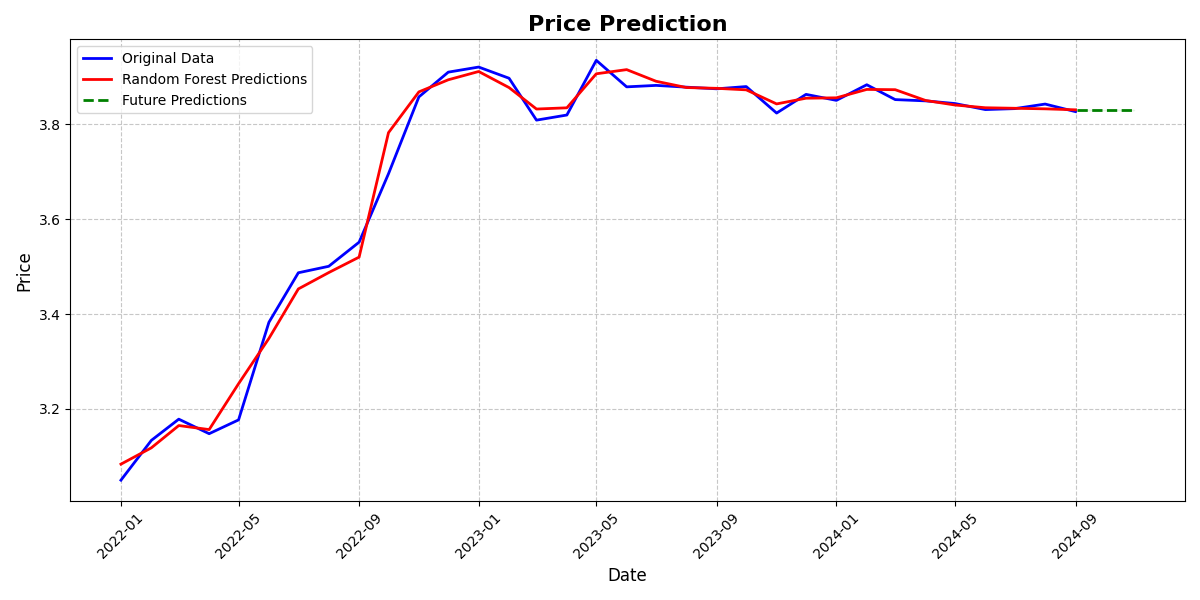 Price Prediction
Original Data
Random Forest Predictions
Future Predictions
Price
3.8
3.6
3.4
3.2
2022-01
2022-05
2022-09
2023-01
2023-05
2023-09
2024-01
2024-05
2024-09
Date